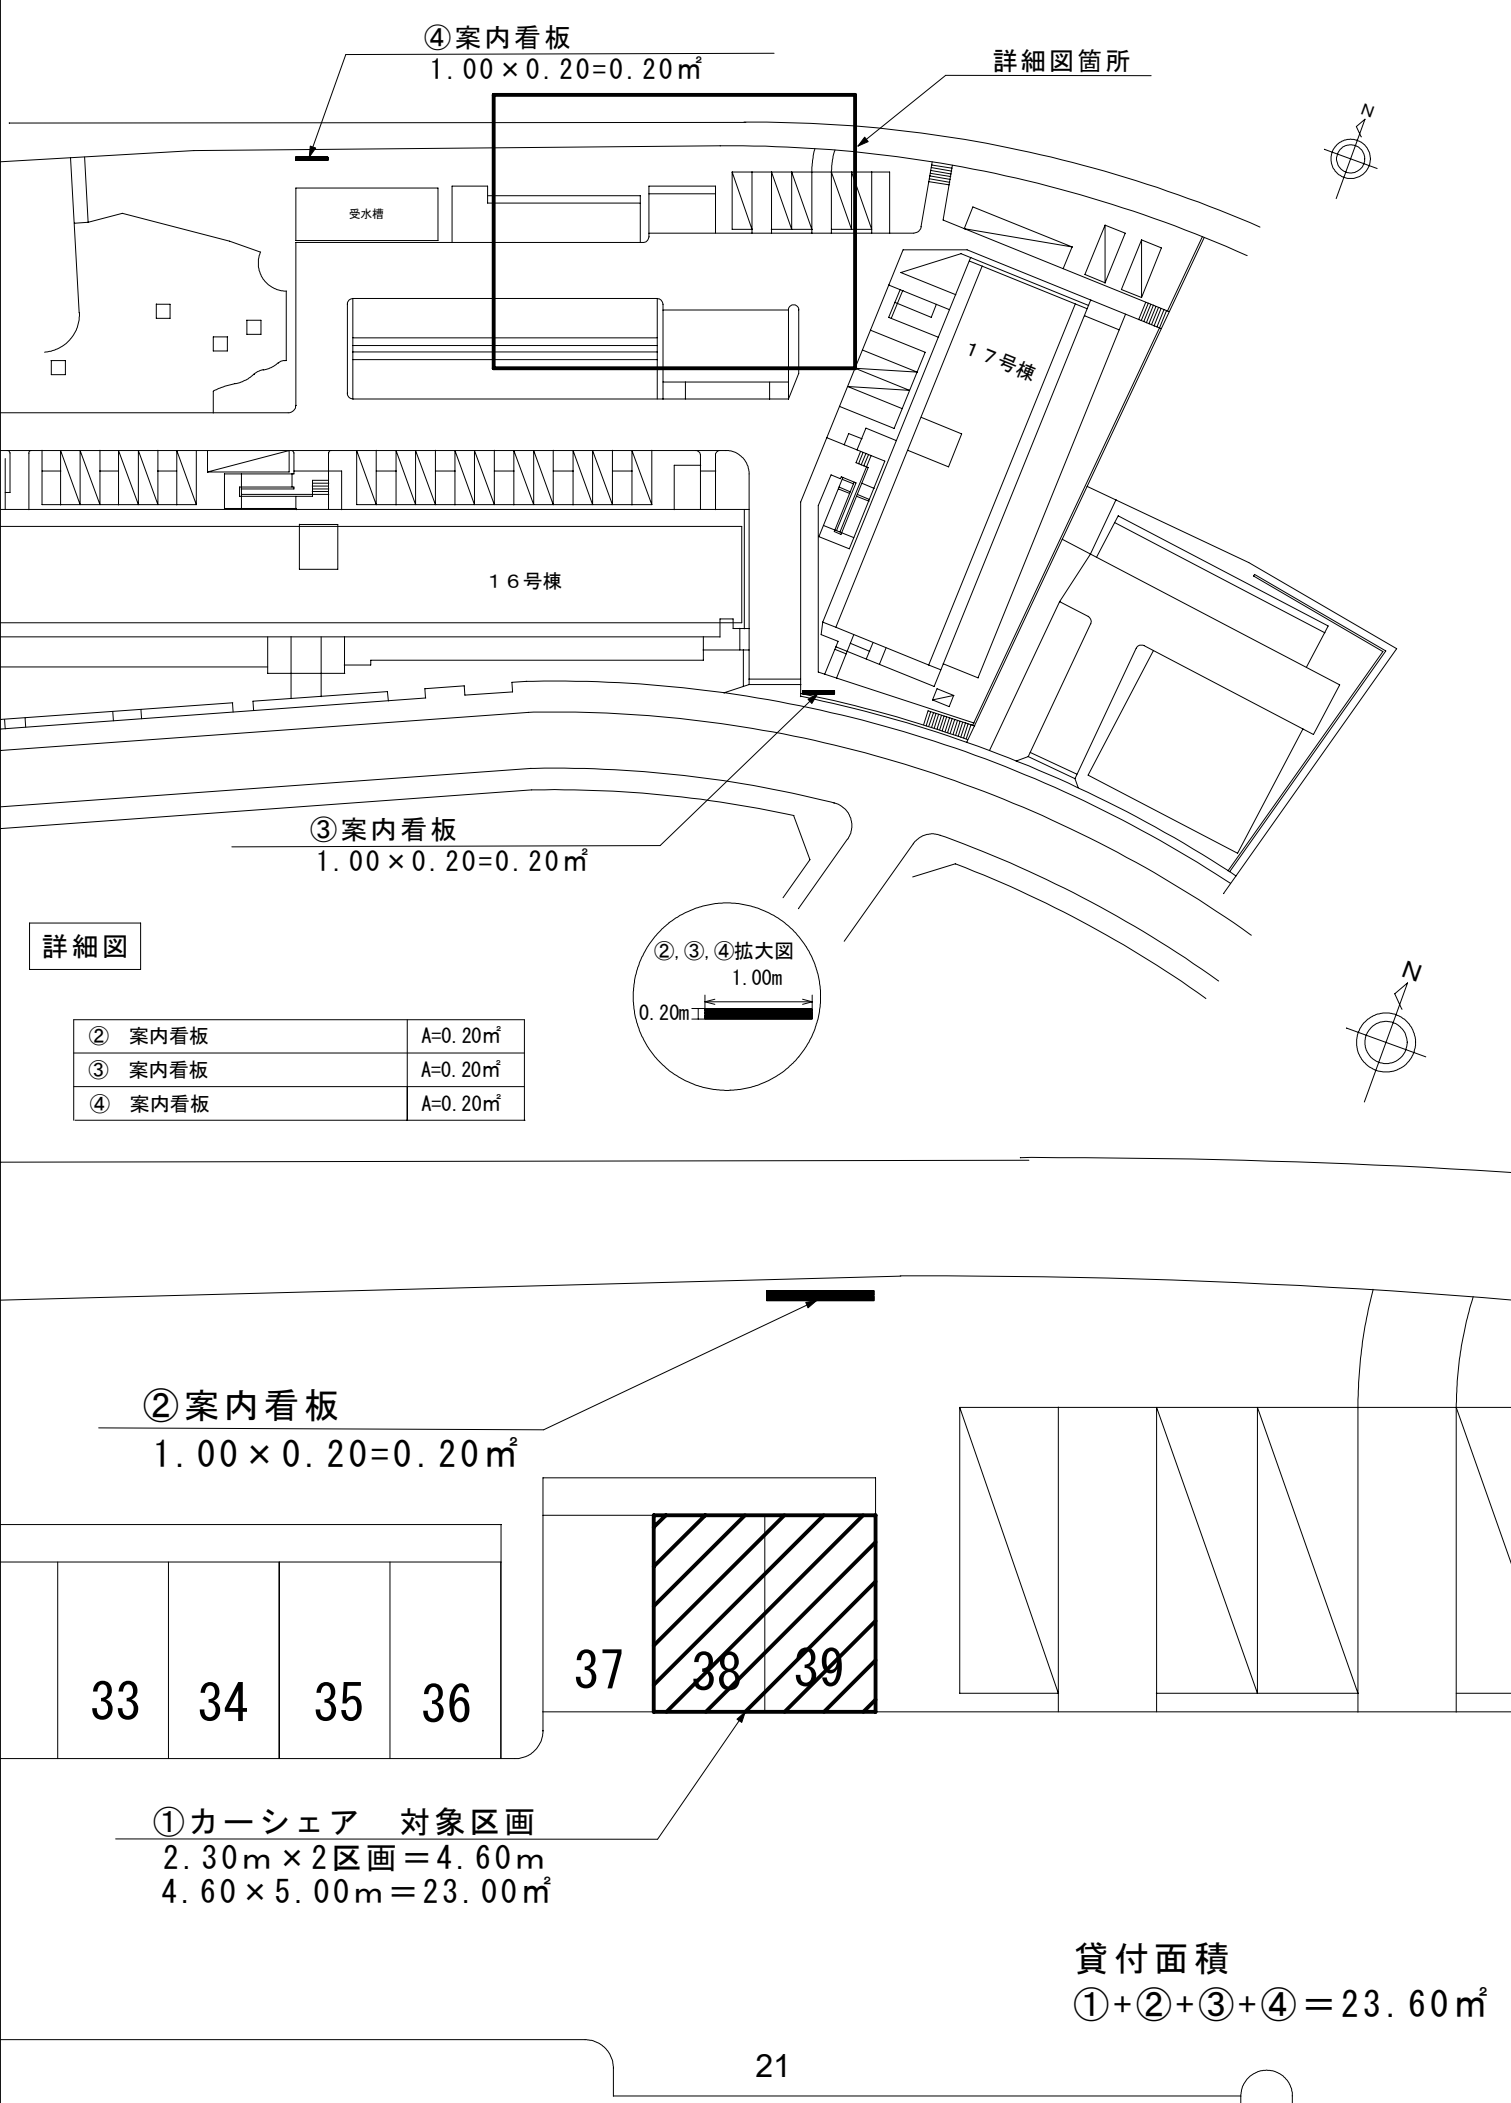 ④案内看板
1.00×0.20=0.20㎡
詳細図箇所
N
受水槽
17号棟
16号棟
③案内看板
1.00×0.20=0.20㎡
詳細図
②,③,④拡大図
1.00m
0.20m
N
② 案内看板 A=0.20㎡
③ 案内看板 A=0.20㎡
④ 案内看板 A=0.20㎡
②案内看板
1.00×0.20=0.20㎡
33 34 35 36 37 38 39
①カーシェア 対象区画
2.30m×2区画=4.60m
4.60×5.00m=23.00㎡
貸付面積
①+②+③+④=23.60㎡
21